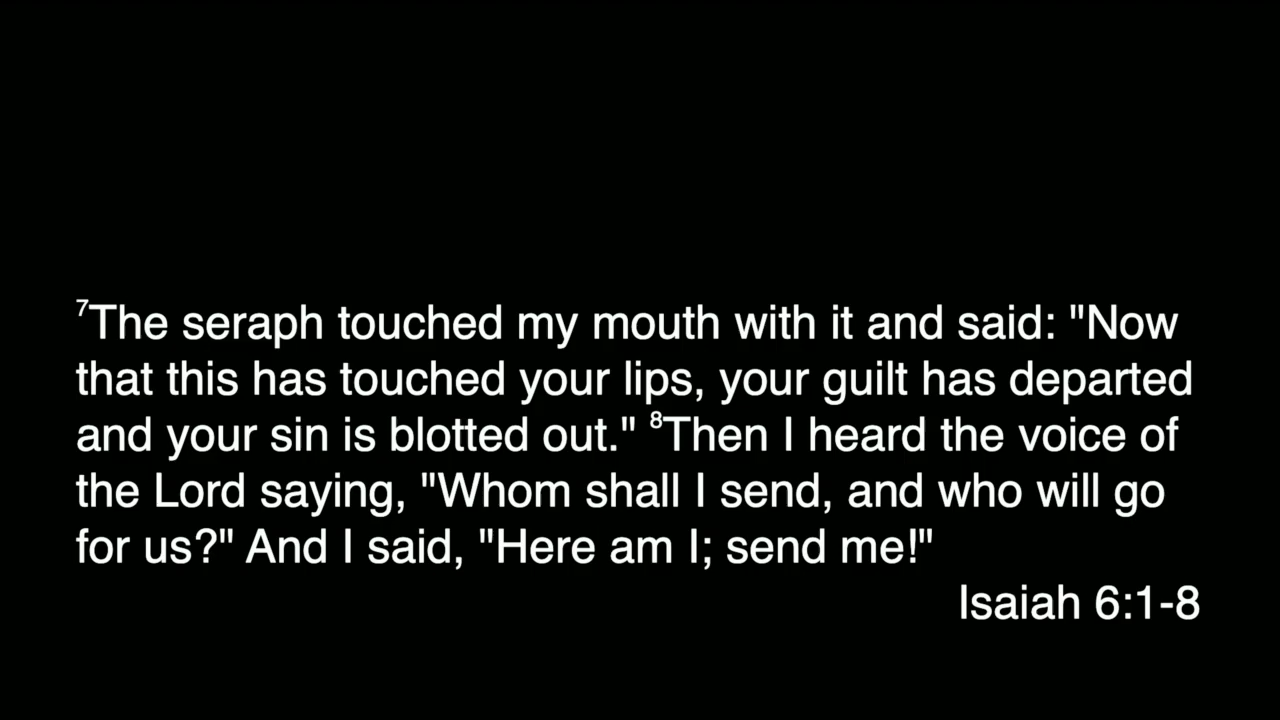 ⁷The seraph touched my mouth with it and said: "Now
that this has touched your lips, your guilt has departed
and your sin is blotted out." ⁸Then I heard the voice of
the Lord saying, "Whom shall I send, and who will go
for us?" And I said, "Here am I; send me!"
Isaiah 6:1-8